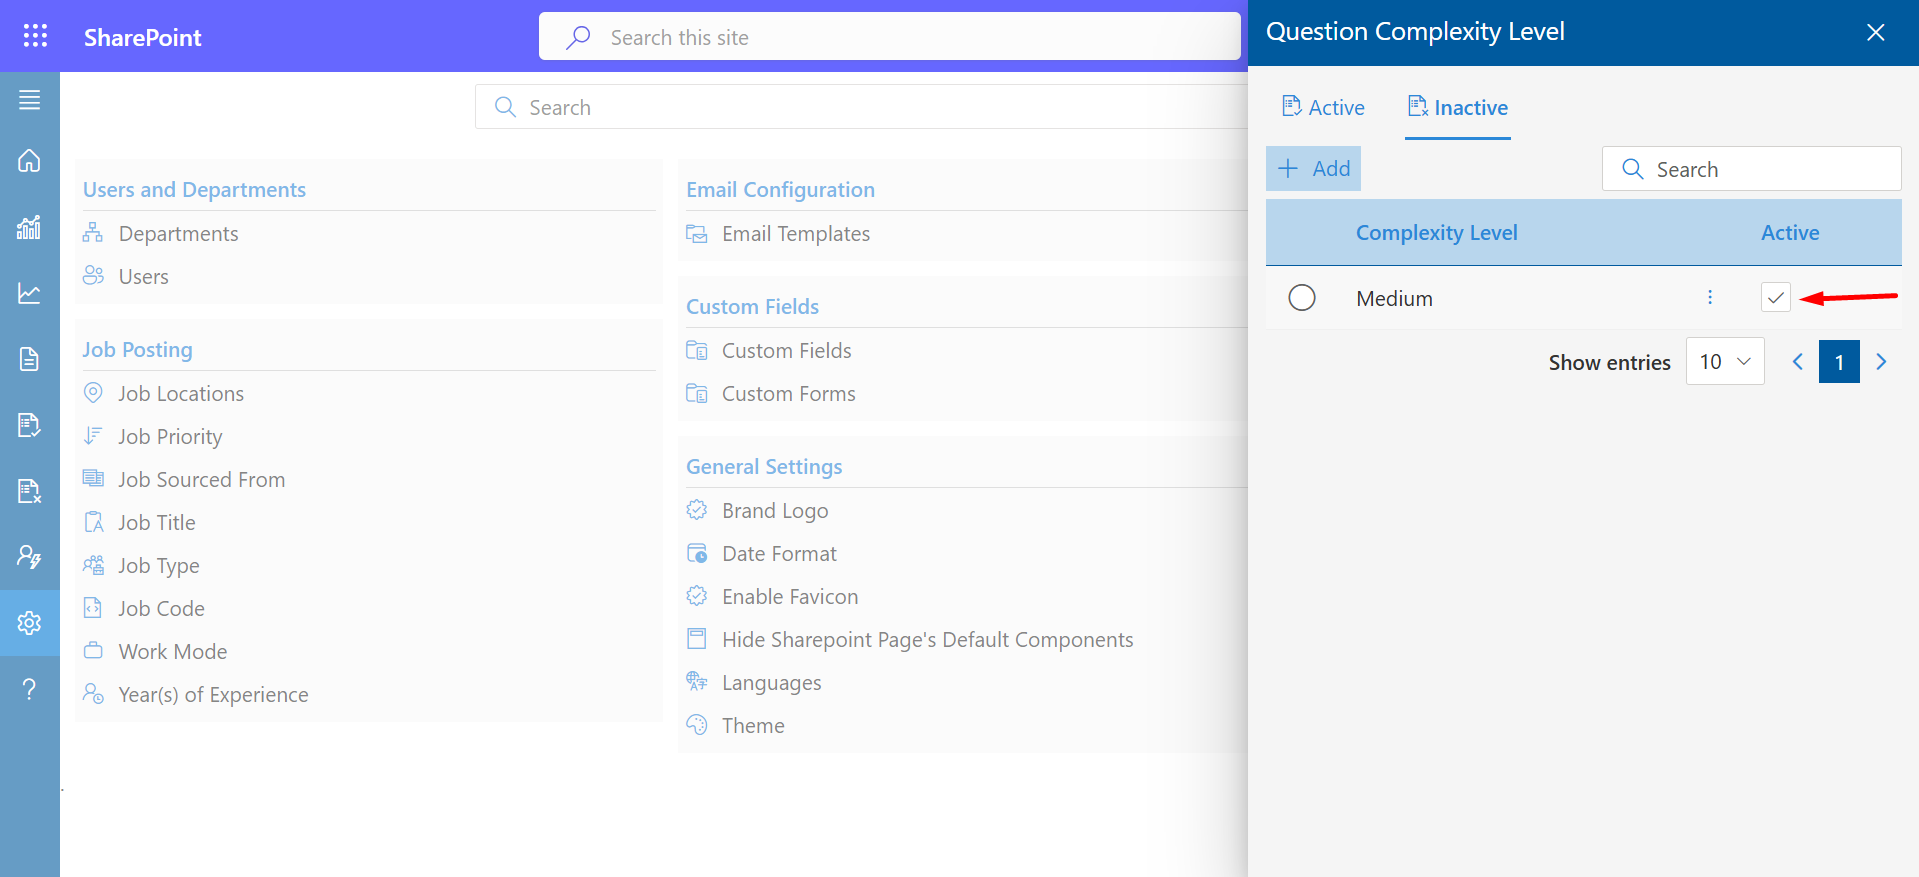 SharePoint
Search this site
Search
Users and Departments
Departments
Users
Job Posting
Job Locations
Job Priority
Job Sourced From
Job Title
Job Type
Job Code
Work Mode
Year(s) of Experience
Email Configuration
Email Templates
Custom Fields
Custom Fields
Custom Forms
General Settings
Brand Logo
Date Format
Enable Favicon
Hide Sharepoint Page's Default Components
Languages
Theme
Question Complexity Level
Active Inactive
Add Search
Complexity Level Active
Medium
Show entries 10 1